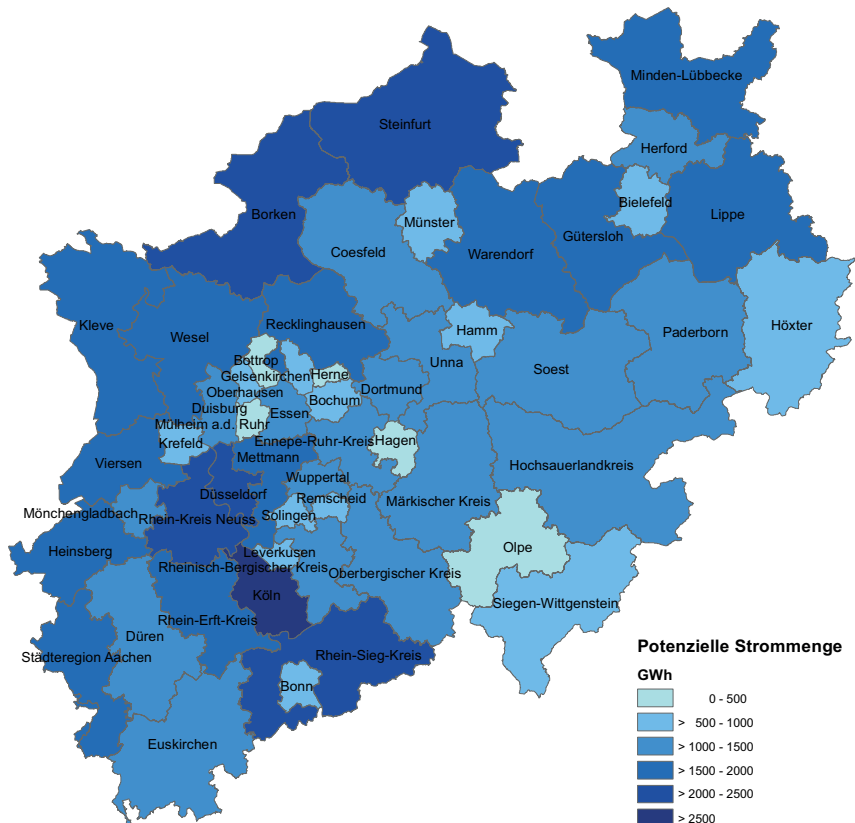 Minden-Lübbecke
Steinfurt
Herford
Bielefeld
Borken
Münster
Lippe
Coesfeld
Warendorf
Gütersloh
Kleve
Wesel
Recklinghausen
Hamm
Paderborn
Höxter
Bottrop
Unna
Soest
Gelsenkirchen
Herne
Oberhausen
Dortmund
Bochum
Duisburg
Essen
Mülheim a.d. Ruhr
Krefeld
Ennepe-Ruhr-Kreis
Hagen
Viersen
Mettmann
Hochsauerlandkreis
Wuppertal
Düsseldorf
Remscheid
Märkischer Kreis
Mönchengladbach
Rhein-Kreis Neuss
Solingen
Heinsberg
Leverkusen
Olpe
Rheinisch-Bergischer Kreis
Oberbergischer Kreis
Köln
Siegen-Wittgenstein
Rhein-Erft-Kreis
Düren
Städteregion Aachen
Rhein-Sieg-Kreis
Bonn
Euskirchen
Potenzielle Strommenge
GWh
0 - 500
> 500 - 1000
> 1000 - 1500
> 1500 - 2000
> 2000 - 2500
> 2500